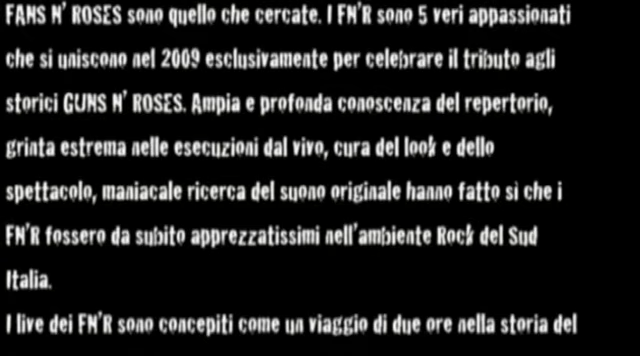 FANS N' ROSES sono quello che cercate. I FN'R sono 5 veri appassionati
che si uniscono nel 2009 esclusivamente per celebrare il tributo agli
storici GUNS N' ROSES. Ampia e profonda conoscenza del repertorio,
grinta estrema nelle esecuzioni dal vivo, cura del look e dello
spettacolo, maniacale ricerca del suono originale hanno fatto sì che i
FN'R fossero da subito apprezzatissimi nell'ambiente Rock del Sud
Italia.
I live dei FN'R sono concepiti come un viaggio di due ore nella storia del